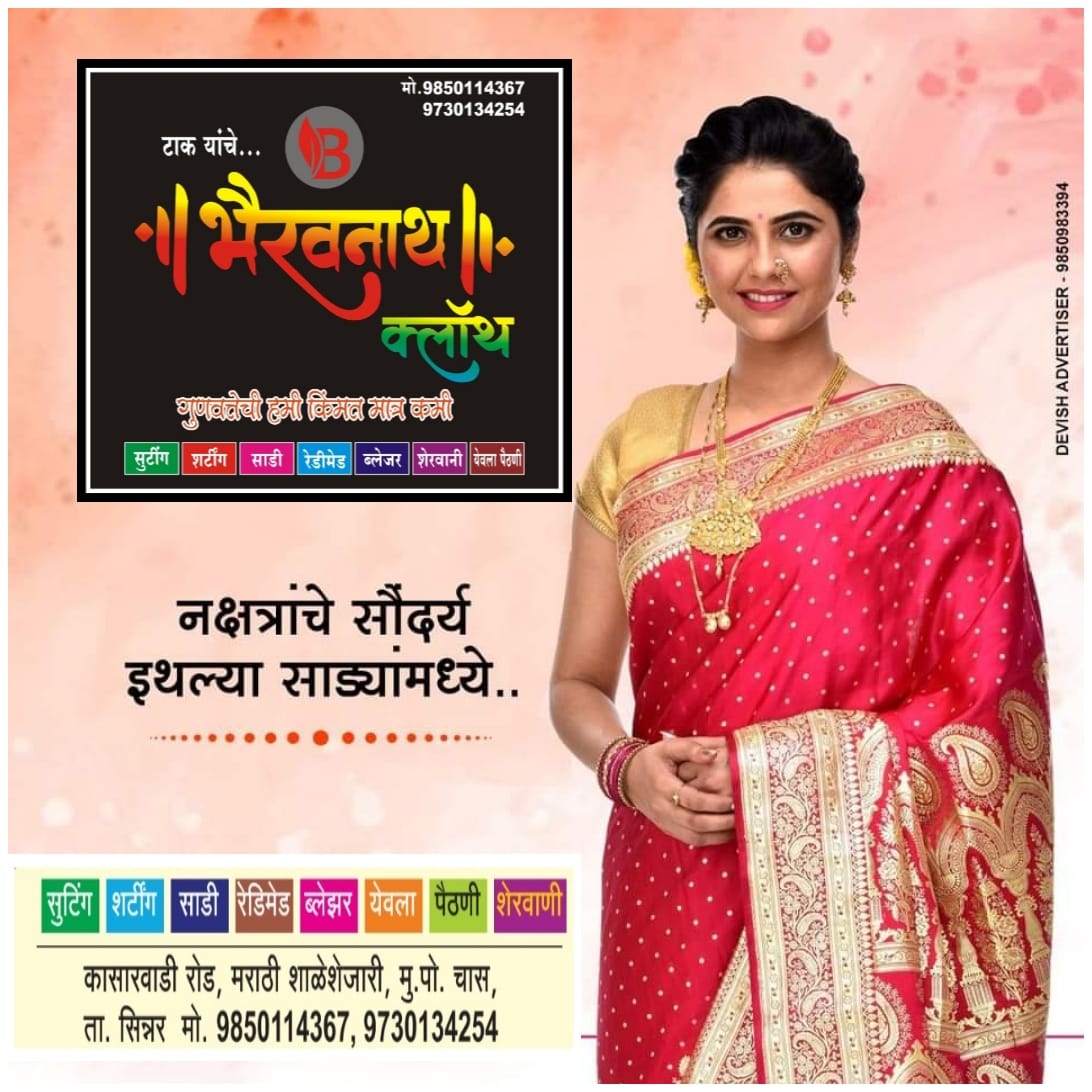 मो.9850114367
9730134254
टाक यांचे...
B
भैरवनाथ
क्लॉथ
गुणवत्तेची हमी किंमत मात्र कमी
सुटींग शर्टींग साडी रेडीमेड ब्लेजर शेरवानी येवला पैठणी
DEVISH ADVERTISER - 9850983394
नक्षत्रांचे सौंदर्य
इथल्या साड्यांमध्ये..
सुटिंग शर्टींग साडी रेडिमेड ब्लेझर येवला पैठणी शेरवाणी
कासारवाडी रोड, मराठी शाळेशेजारी, मु.पो. चास,
ता. सिन्नर मो. 9850114367, 9730134254